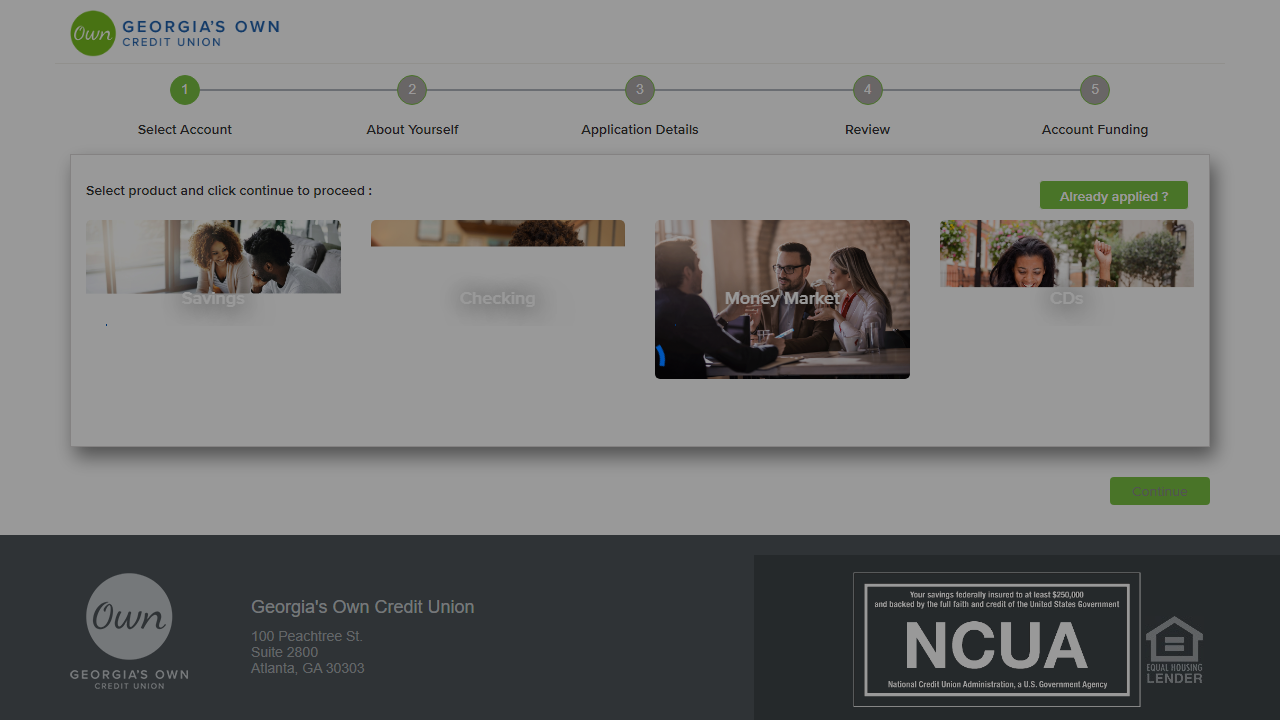 Own GEORGIA'S OWN
CREDIT UNION
1 2 3 4 5
Select Account About Yourself Application Details Review Account Funding
Select product and click continue to proceed :
Already applied ?
Savings Checking Money Market CDs
Continue
Own
GEORGIA'S OWN
CREDIT UNION
Georgia's Own Credit Union
100 Peachtree St.
Suite 2800
Atlanta, GA 30303
Your savings federally insured to at least $250,000
and backed by the full faith and credit of the United States Government
NCUA
National Credit Union Administration, a U.S. Government Agency
EQUAL HOUSING
LENDER